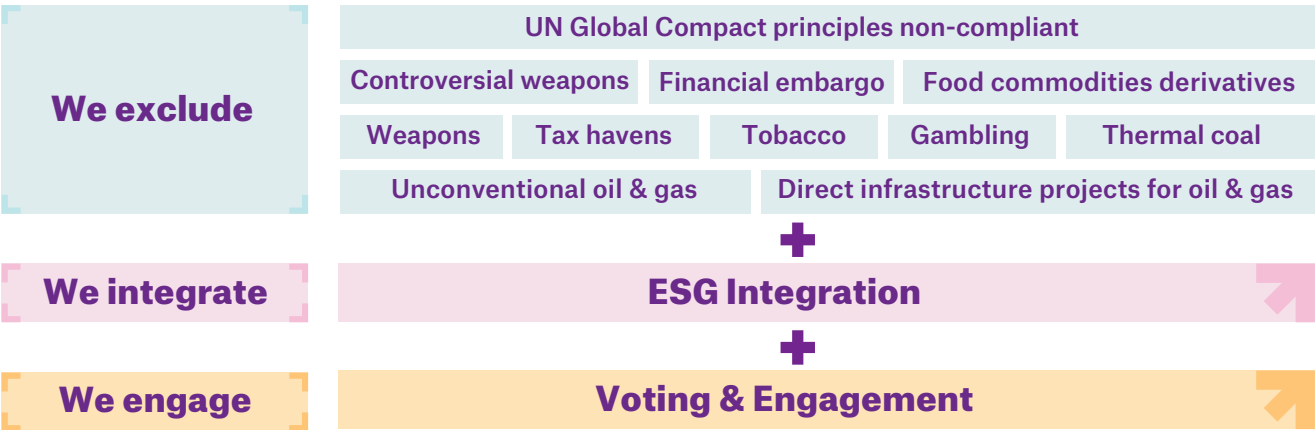 We exclude
UN Global Compact principles non-compliant
Controversial weapons
Financial embargo
Food commodities derivatives
Weapons
Tax havens
Tobacco
Gambling
Thermal coal
Unconventional oil & gas
Direct infrastructure projects for oil & gas
We integrate
ESG Integration
We engage
Voting & Engagement